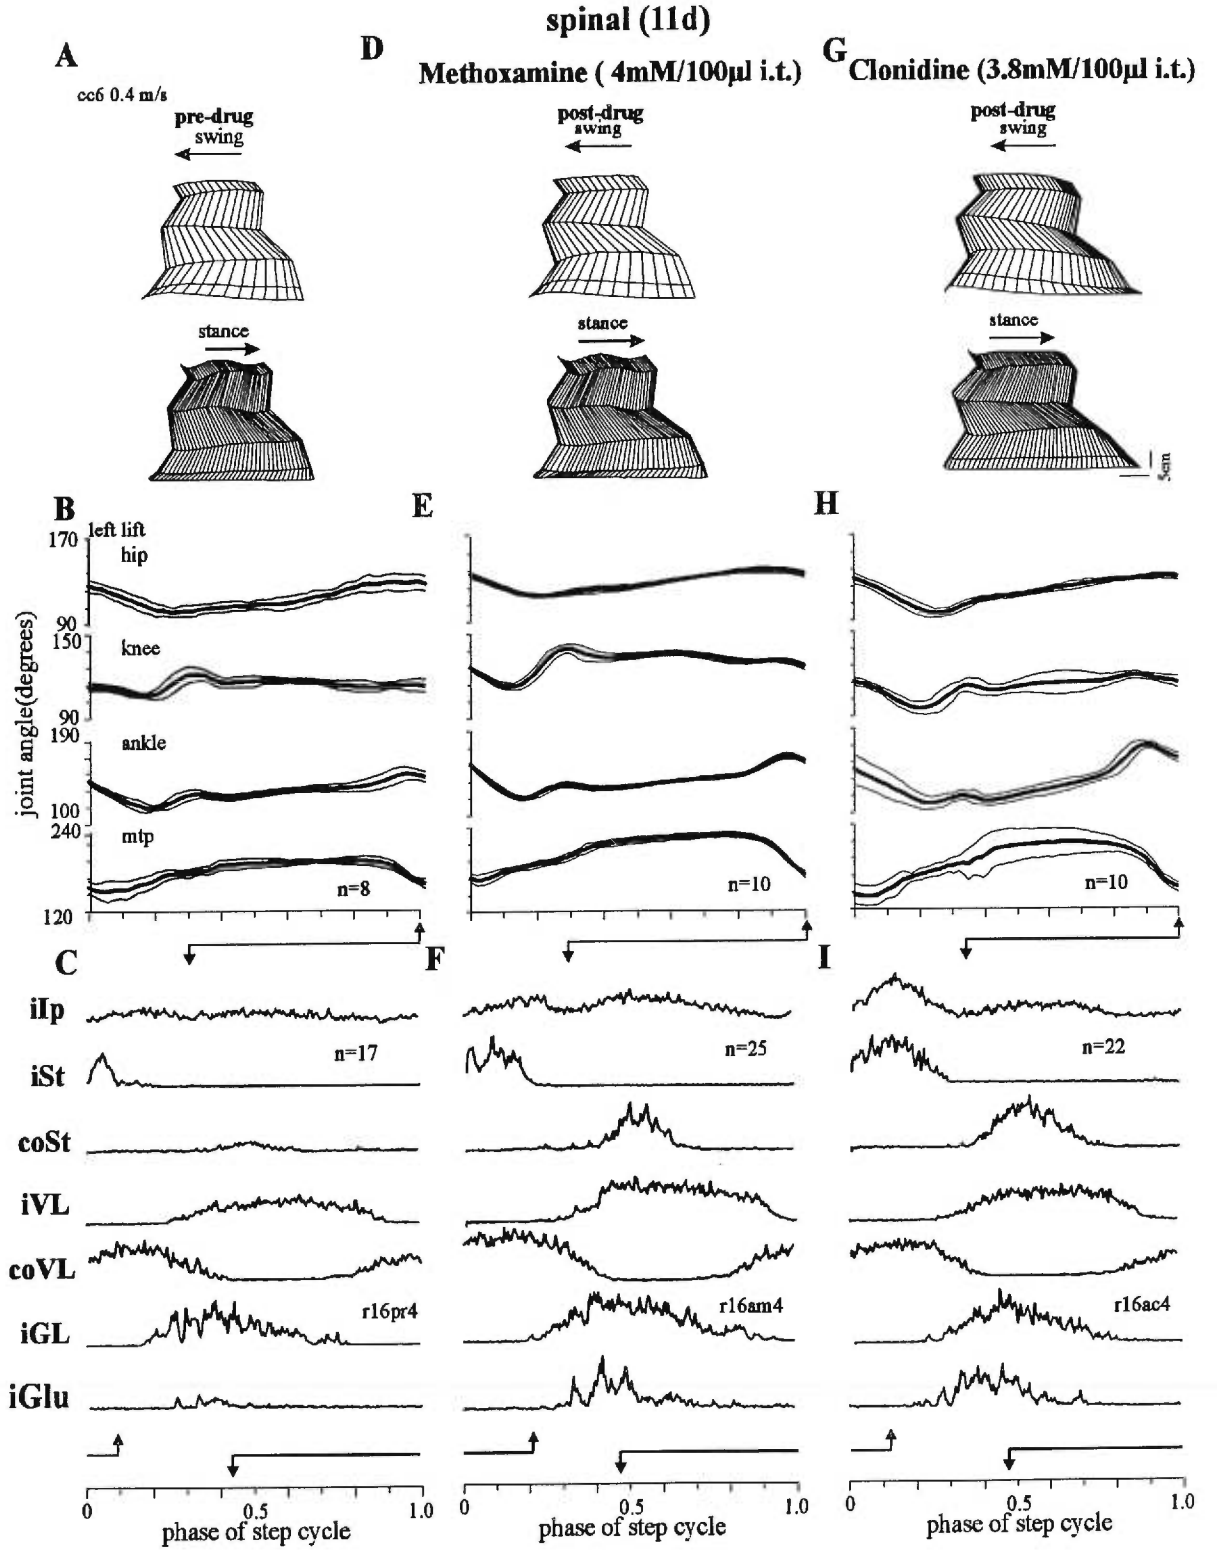 spinal (11d)
A
D
Methoxamine ( 4mM/100µl i.t.)
G
Clonidine (3.8mM/100µl i.t.)
cc6 0.4 m/s
pre-drug
swing
post-drug
swing
post-drug
swing
stance
stance
stance
5cm
B
E
H
left lift
hip
170
90
knee
150
90
ankle
190
100
mtp
240
120
joint angle(degrees)
n=8
n=10
n=10
C
F
I
iIp
iSt
n=17
n=25
n=22
coSt
iVL
coVL
iGL
r16pr4
r16am4
r16ac4
iGlu
0 0.5 1.0
0 0.5 1.0
0 0.5 1.0
phase of step cycle
phase of step cycle
phase of step cycle